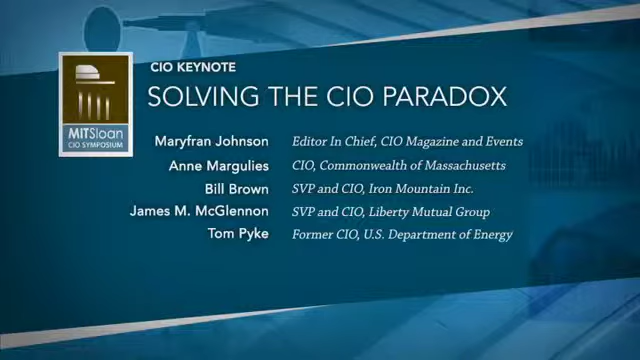 CIO KEYNOTE
SOLVING THE CIO PARADOX
MITSloan
CIO SYMPOSIUM
Maryfran Johnson Editor In Chief, CIO Magazine and Events
Anne Margulies CIO, Commonwealth of Massachusetts
Bill Brown SVP and CIO, Iron Mountain Inc.
James M. McGlennon SVP and CIO, Liberty Mutual Group
Tom Pyke Former CIO, U.S. Department of Energy